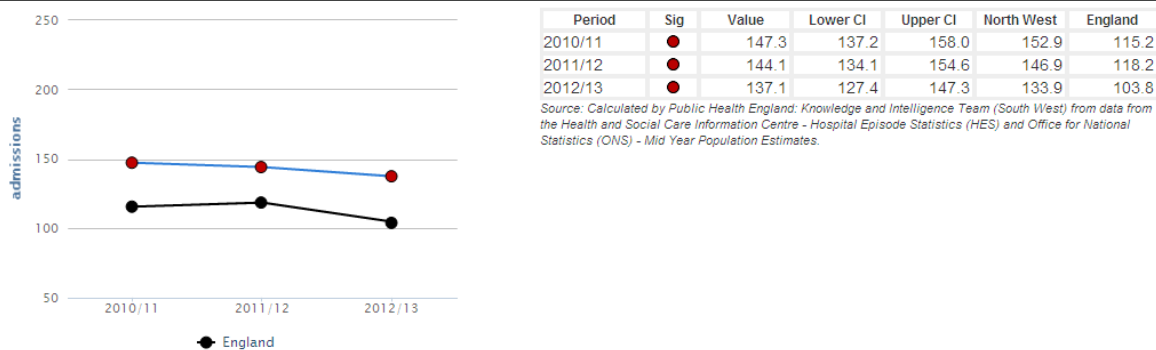 250
200
150
100
50
admissions
2010/11 2011/12 2012/13
England
Period Sig Value Lower CI Upper CI North West England
2010/11 147.3 137.2 158.0 152.9 115.2
2011/12 144.1 134.1 154.6 146.9 118.2
2012/13 137.1 127.4 147.3 133.9 103.8
Source: Calculated by Public Health England: Knowledge and Intelligence Team (South West) from data from
the Health and Social Care Information Centre - Hospital Episode Statistics (HES) and Office for National
Statistics (ONS) - Mid Year Population Estimates.